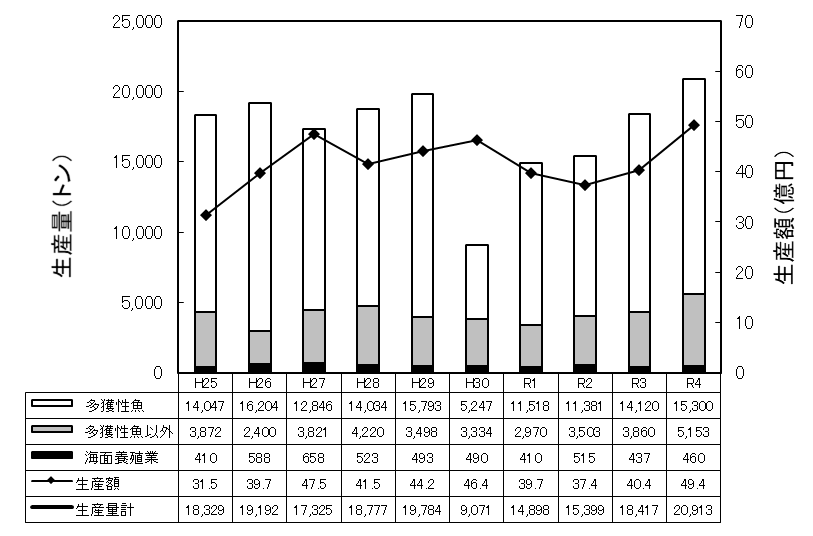 生産量(トン)
25,000
20,000
15,000
10,000
5,000
0
70
60
50
40
30
20
10
0
生産額(億円)
H25 H26 H27 H28 H29 H30 R1 R2 R3 R4
多獲性魚 14,047 16,204 12,846 14,034 15,793 5,247 11,518 11,381 14,120 15,300
多獲性魚以外 3,872 2,400 3,821 4,220 3,498 3,334 2,970 3,503 3,860 5,153
海面養殖業 410 588 658 523 493 490 410 515 437 460
生産額 31.5 39.7 47.5 41.5 44.2 46.4 39.7 37.4 40.4 49.4
生産量計 18,329 19,192 17,325 18,777 19,784 9,071 14,898 15,399 18,417 20,913